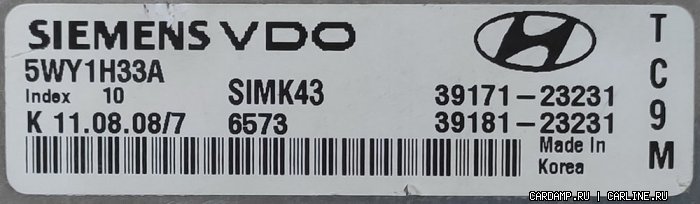 SIEMENS VDO
5WY1H33A
Index 10 SIMK43 39171-23231
K 11.08.08/7 6573 39181-23231
Made In
Korea
TC9M
CARDAMP.RU | CARLINE.RU